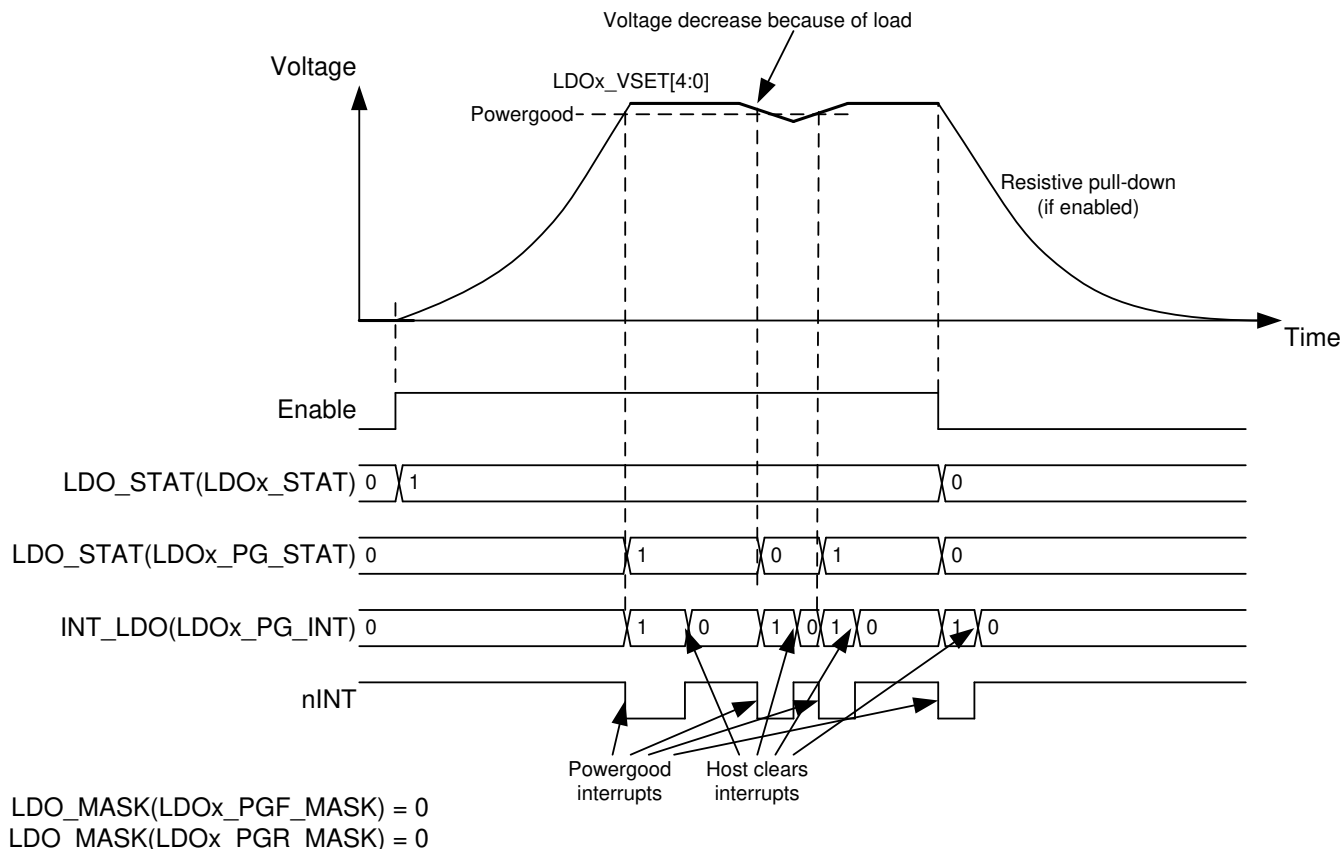 Voltage decrease because of load
Voltage
LDOx_VSET[4:0]
Powergood
Resistive pull-down
(if enabled)
Time
Enable
LDO_STAT(LDOx_STAT) 0 1 0
LDO_STAT(LDOx_PG_STAT) 0 1 0 1 0
INT_LDO(LDOx_PG_INT) 0 1 0 1 0 1 0 1 0
nINT
Powergood
interrupts
Host clears
interrupts
LDO_MASK(LDOx_PGF_MASK) = 0
LDO_MASK(LDOx_PGR_MASK) = 0